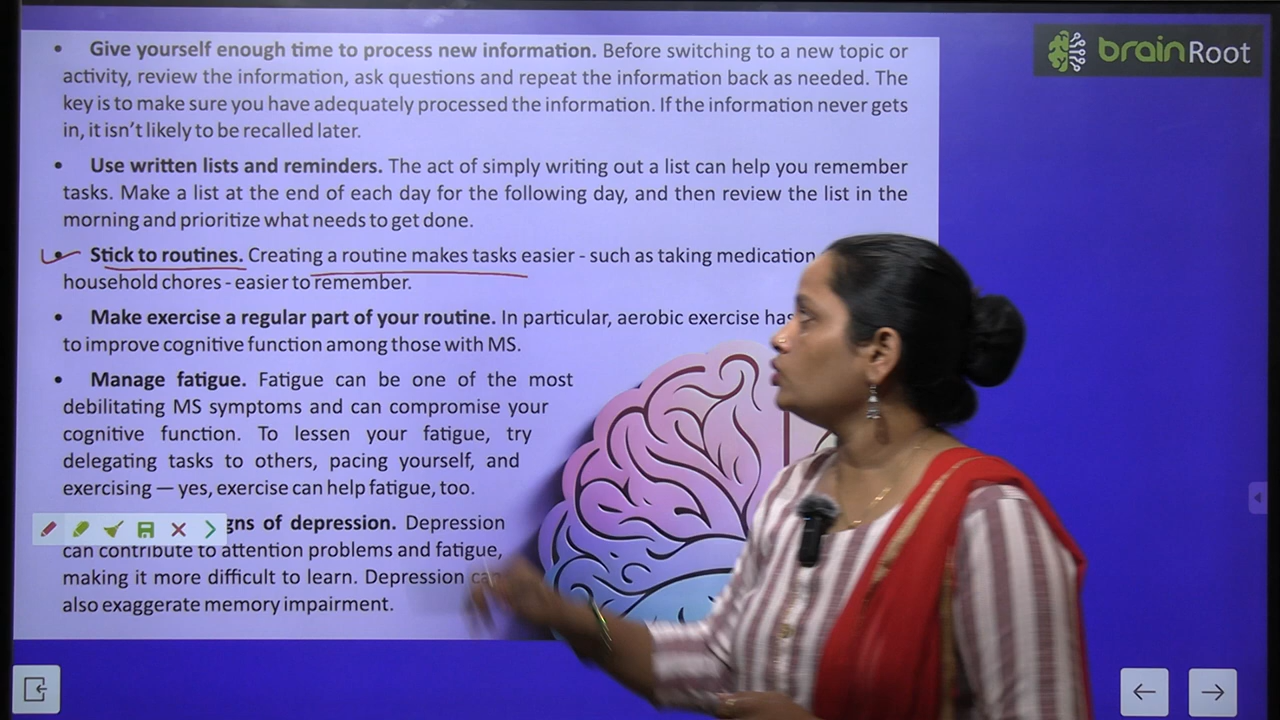 • Give yourself enough time to process new information. Before switching to a new topic or
activity, review the information, ask questions and repeat the information back as needed. The
key is to make sure you have adequately processed the information. If the information never gets
in, it isn't likely to be recalled later.
• Use written lists and reminders. The act of simply writing out a list can help you remember
tasks. Make a list at the end of each day for the following day, and then review the list in the
morning and prioritize what needs to get done.
• Stick to routines. Creating a routine makes tasks easier - such as taking medication
household chores - easier to remember.
• Make exercise a regular part of your routine. In particular, aerobic exercise has
to improve cognitive function among those with MS.
• Manage fatigue. Fatigue can be one of the most
debilitating MS symptoms and can compromise your
cognitive function. To lessen your fatigue, try
delegating tasks to others, pacing yourself, and
exercising — yes, exercise can help fatigue, too.
of depression. Depression
can contribute to attention problems and fatigue,
making it more difficult to learn. Depression can
also exaggerate memory impairment.
brainRoot